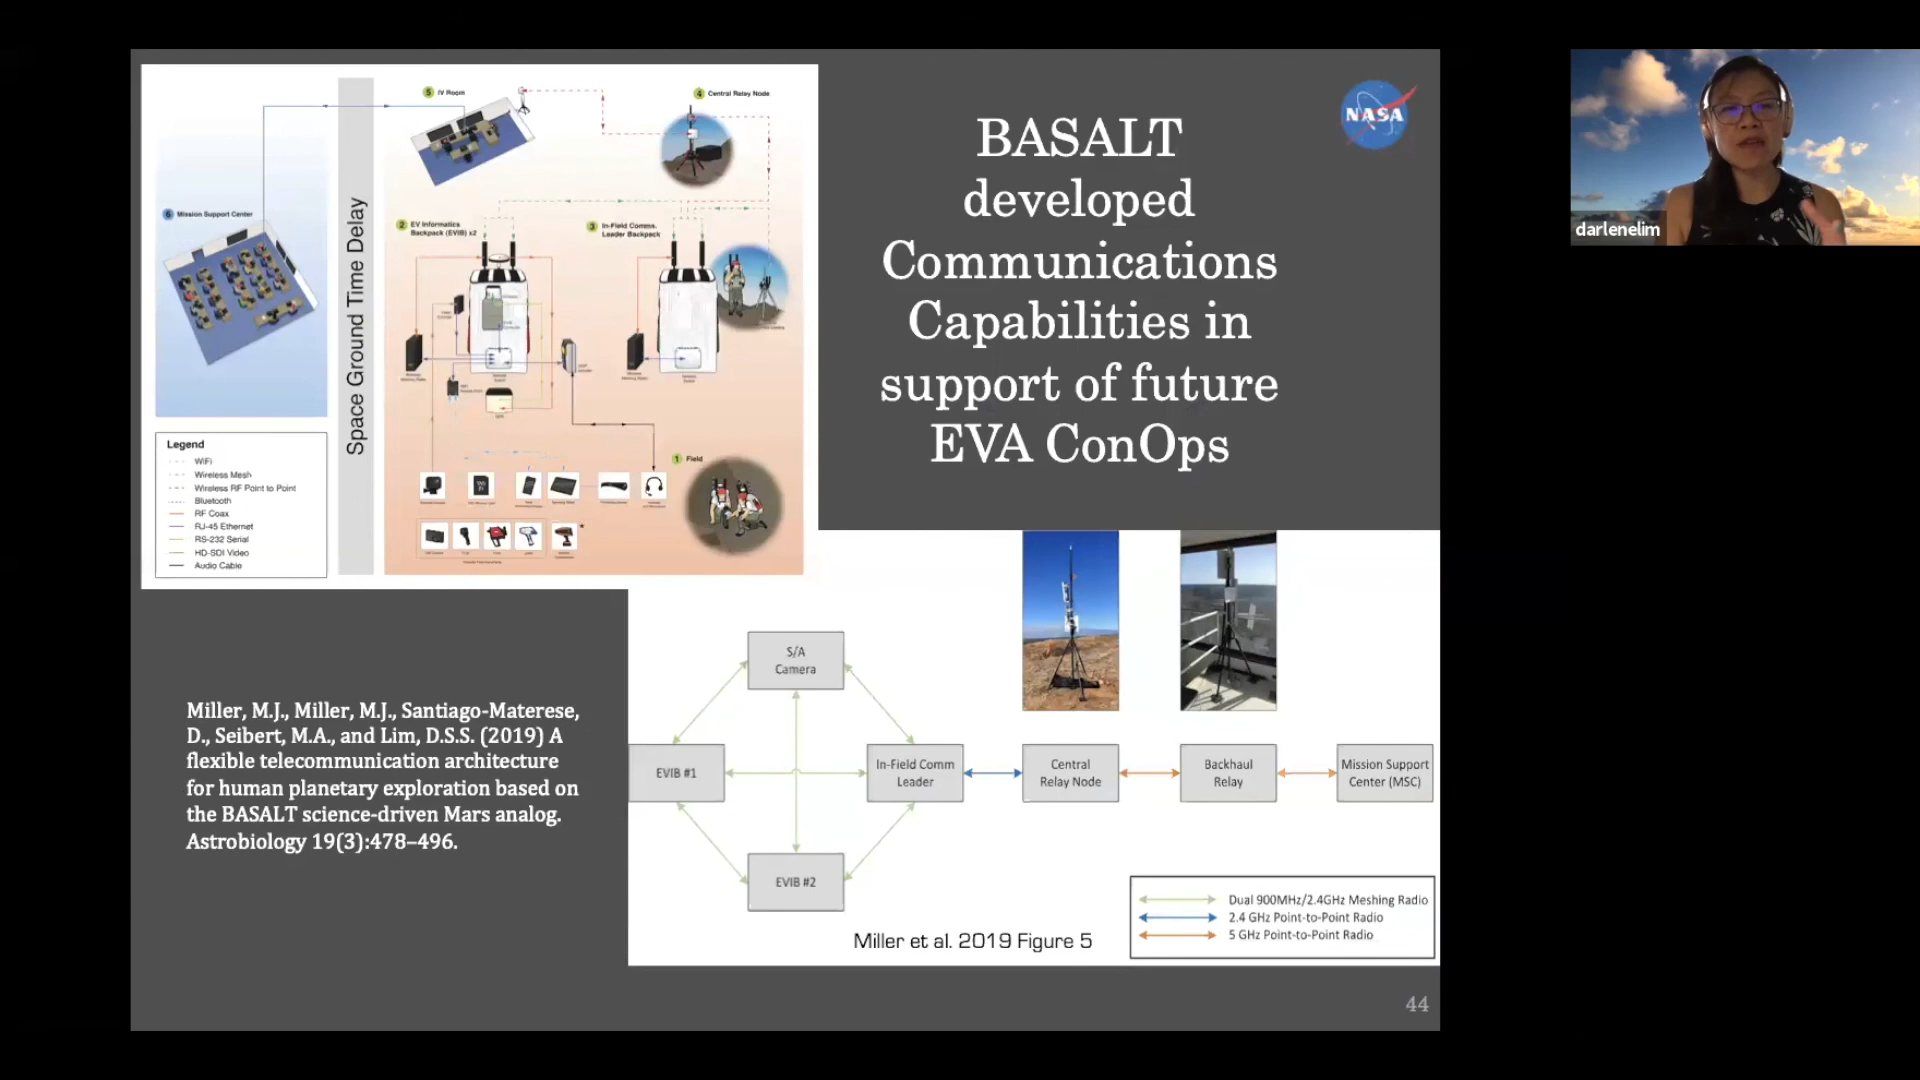 5 IV Room
4 Central Relay Node
6 Mission Support Center
Space Ground Time Delay
2 EV Informatics
Backpack (EVIB) x2
3 In-Field Comms.
Leader Backpack
1 Field
Legend
WiFi
Wireless Mesh
Wireless RF Point to Point
Bluetooth
RF Coax
RJ-45 Ethernet
RS-232 Serial
HD-SDI Video
Audio Cable
BASALT
developed
Communications
Capabilities in
support of future
EVA ConOps
NASA
darlenelim
Miller, M.J., Miller, M.J., Santiago-Materese,
D., Seibert, M.A., and Lim, D.S.S. (2019) A
flexible telecommunication architecture
for human planetary exploration based on
the BASALT science-driven Mars analog.
Astrobiology 19(3):478–496.
S/A
Camera
EVIB #1
In-Field Comm
Leader
Central
Relay Node
Backhaul
Relay
Mission Support
Center (MSC)
EVIB #2
Dual 900MHz/2.4GHz Meshing Radio
2.4 GHz Point-to-Point Radio
5 GHz Point-to-Point Radio
Miller et al. 2019 Figure 5
44